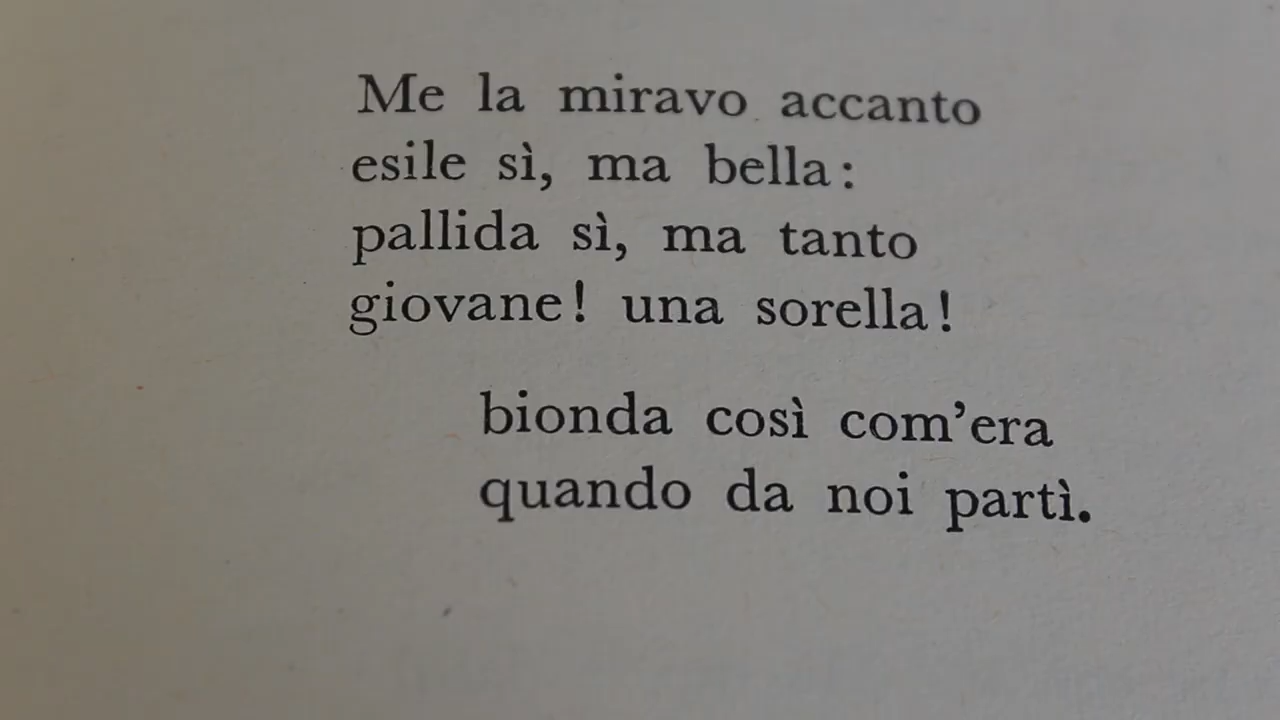 Me la miravo accanto
esile sì, ma bella:
pallida sì, ma tanto
giovane! una sorella!
bionda così com'era
quando da noi partì.